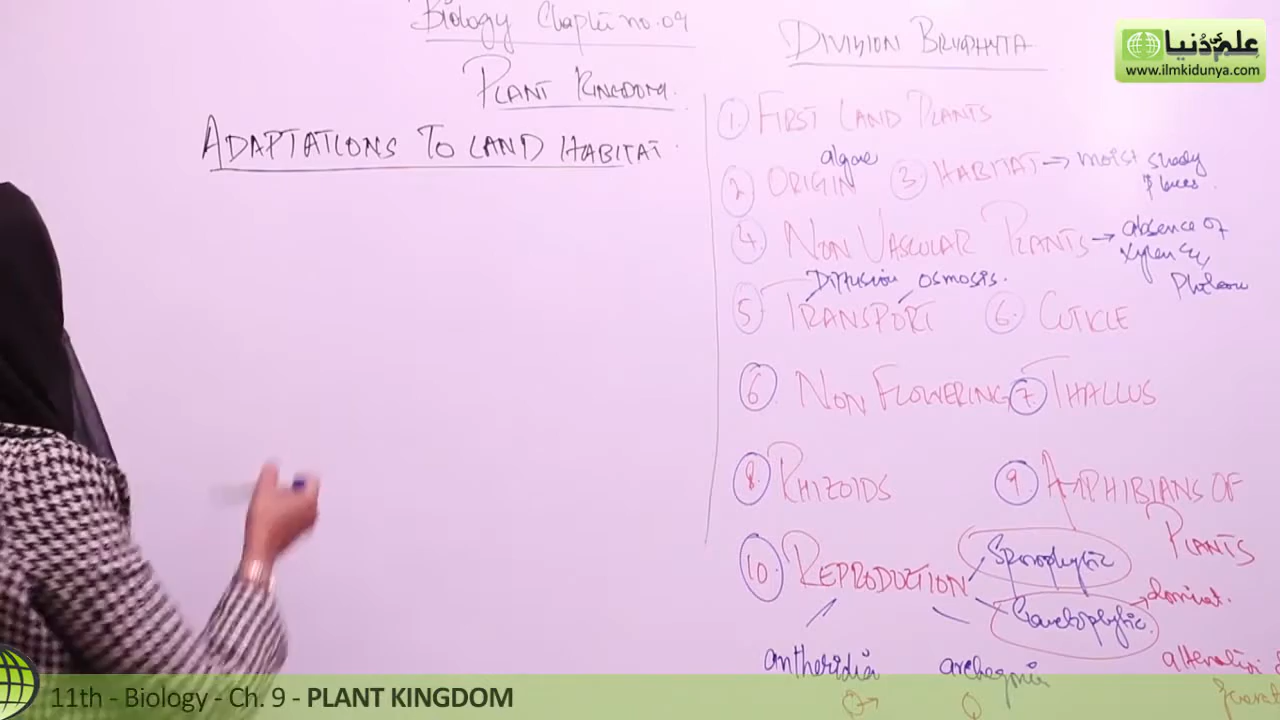 Biology Chapter no. 09
PLANT KINGDOM
ADAPTATIONS TO LAND HABITAT
DIVISION BRYOPHYTA
1. FIRST LAND PLANTS
algae
2 ORIGIN 3. HABITAT → moist shady places
4. NON VASCULAR PLANTS → absence of
xylem &
Phloem
Diffusion osmosis.
5 TRANSPORT 6. CUTICLE
6. NON FLOWERING 7. THALLUS
8. RHIZOIDS 9 AMPHIBIANS OF
PLANTS
10. REPRODUCTION
Sporophytic
Gametophytic
antheridia archegonia
♂ ♀
علم کی دُنیا
www.ilmkidunya.com
11th - Biology - Ch. 9 - PLANT KINGDOM